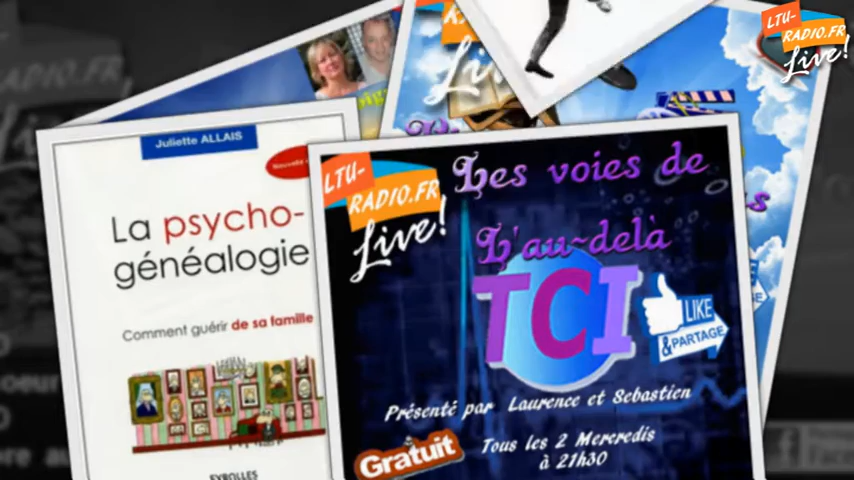 LTU-
RADIO.FR
Live!
Juliette ALLAIS
La psycho-
généalogie
Comment guérir de sa famille
EYROLLES
LTU-
RADIO.FR
Live!
Les voies de
L'au-delà
TCI
LIKE
& PARTAGE
Présenté par Laurence et Sebastien
Gratuit
Tous les 2 Mercredis
à 21h30